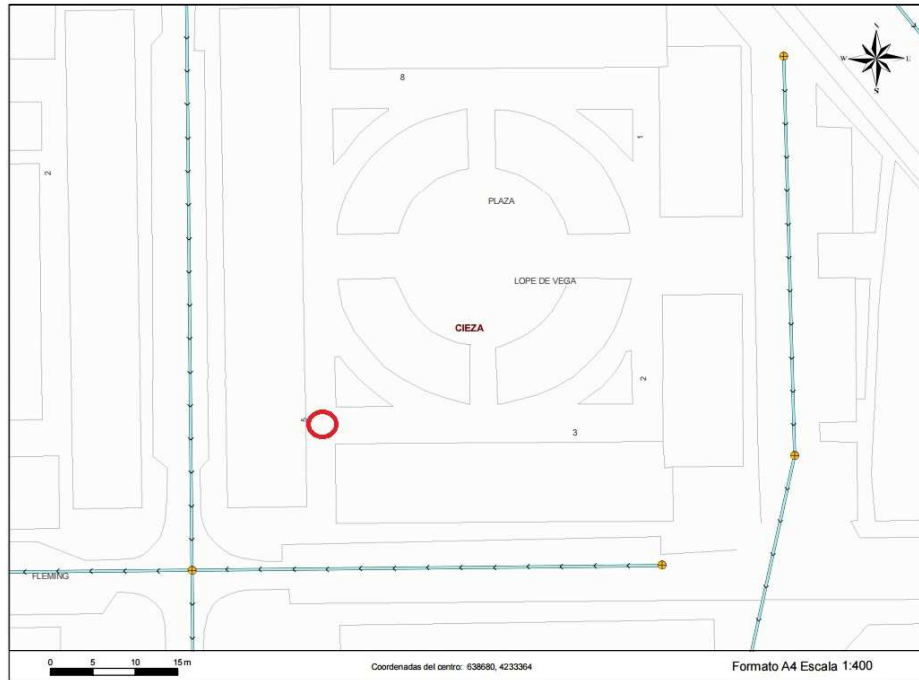 N
W
U
S
8
1
2
PLAZA
LOPE DE VEGA
CIEZA
2
3
FLEMING
0 5 10 15 m
Coordenadas del centro: 638680, 4233364
Formato A4 Escala 1:400